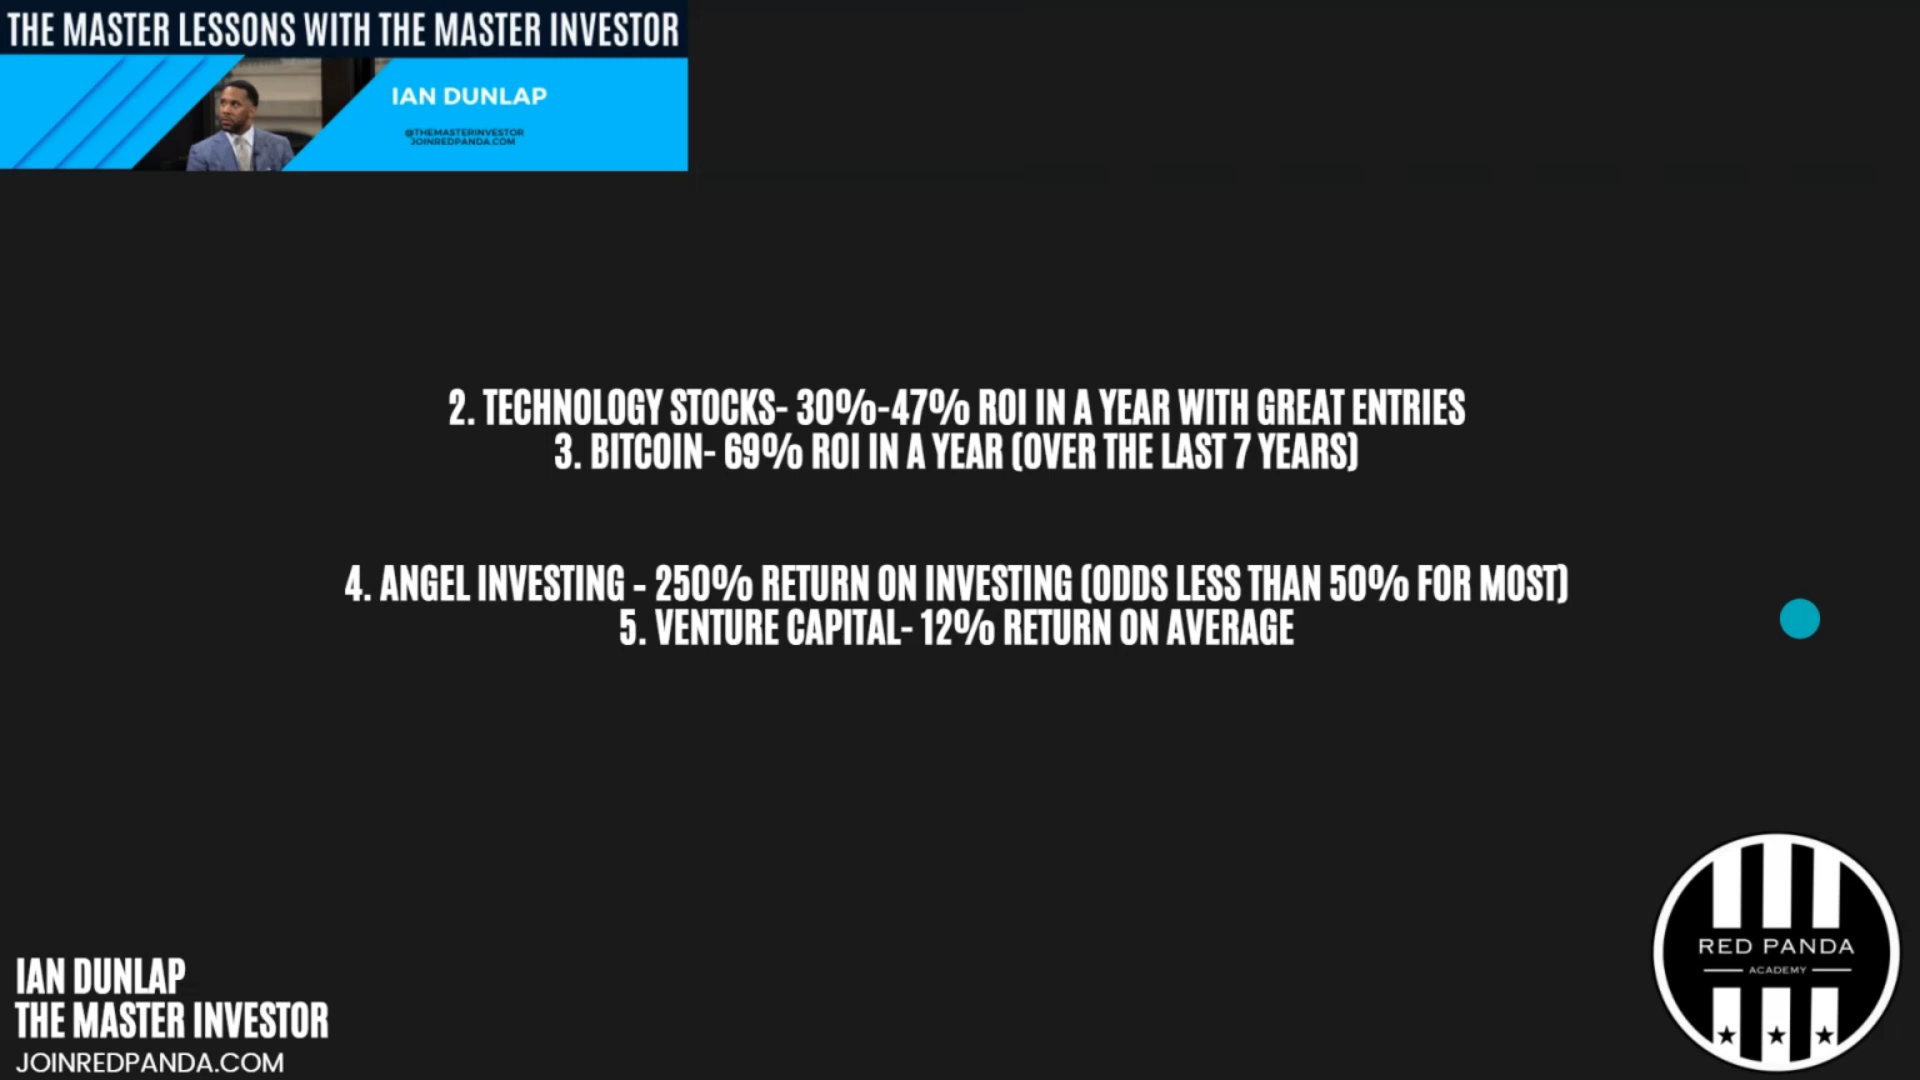 THE MASTER LESSONS WITH THE MASTER INVESTOR
IAN DUNLAP
@THEMASTERINVESTOR
JOINREDPANDA.COM
2. TECHNOLOGY STOCKS- 30%-47% ROI IN A YEAR WITH GREAT ENTRIES
3. BITCOIN- 69% ROI IN A YEAR (OVER THE LAST 7 YEARS)
4. ANGEL INVESTING - 250% RETURN ON INVESTING (ODDS LESS THAN 50% FOR MOST)
5. VENTURE CAPITAL- 12% RETURN ON AVERAGE
IAN DUNLAP
THE MASTER INVESTOR
JOINREDPANDA.COM
RED PANDA
ACADEMY